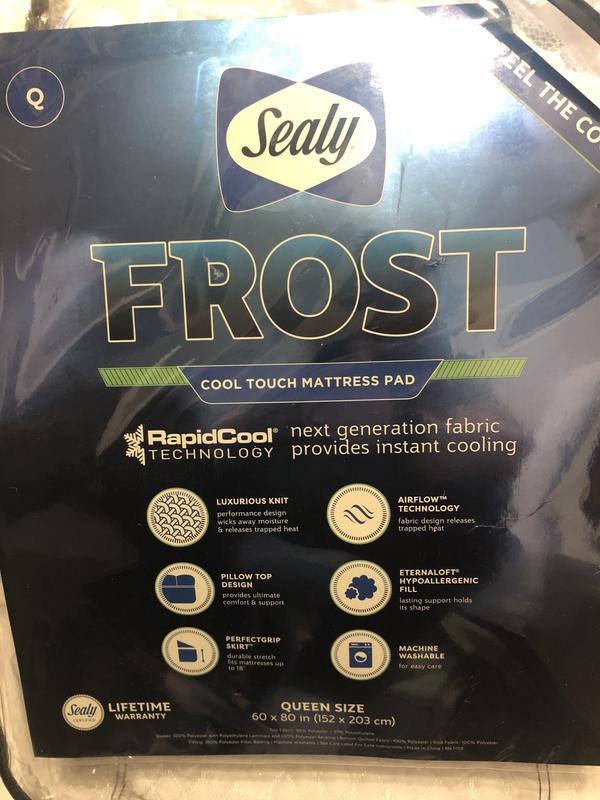 Q
EEL THE CO
Sealy
FROST
COOL TOUCH MATTRESS PAD
RapidCool®
TECHNOLOGY
next generation fabric
provides instant cooling
LUXURIOUS KNIT
performance design
wicks away moisture
& releases trapped heat
AIRFLOW™
TECHNOLOGY
fabric design releases
trapped heat
PILLOW TOP
DESIGN
provides ultimate
comfort & support
ETERNALOFT®
HYPOALLERGENIC
FILL
lasting support holds
its shape
PERFECTGRIP
SKIRT™
durable stretch
fits mattresses up
to 18"
MACHINE
WASHABLE
for easy care
Sealy
CERTIFIED
LIFETIME
WARRANTY
QUEEN SIZE
60 x 80 in (152 x 203 cm)